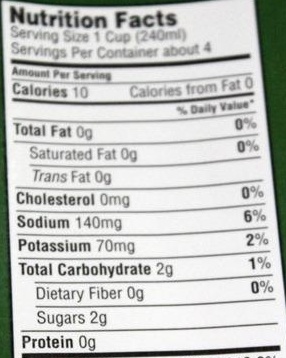 Nutrition Facts
Serving Size 1 Cup (240ml)
Servings Per Container about 4
Amount Per Serving
Calories 10 Calories from Fat 0
% Daily Value*
Total Fat 0g 0%
Saturated Fat 0g 0%
Trans Fat 0g
Cholesterol 0mg 0%
Sodium 140mg 6%
Potassium 70mg 2%
Total Carbohydrate 2g 1%
Dietary Fiber 0g 0%
Sugars 2g
Protein 0g